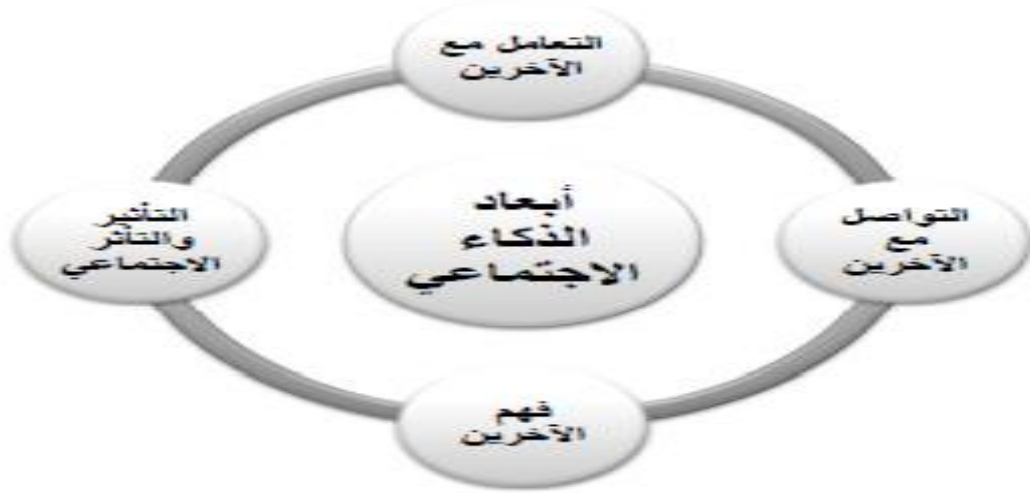 التعامل مع
الآخرين
أبعاد
الذكاء
الاجتماعي
التواصل
مع
الآخرين
التأثير
والتأثر
الاجتماعي
فهم
الآخرين